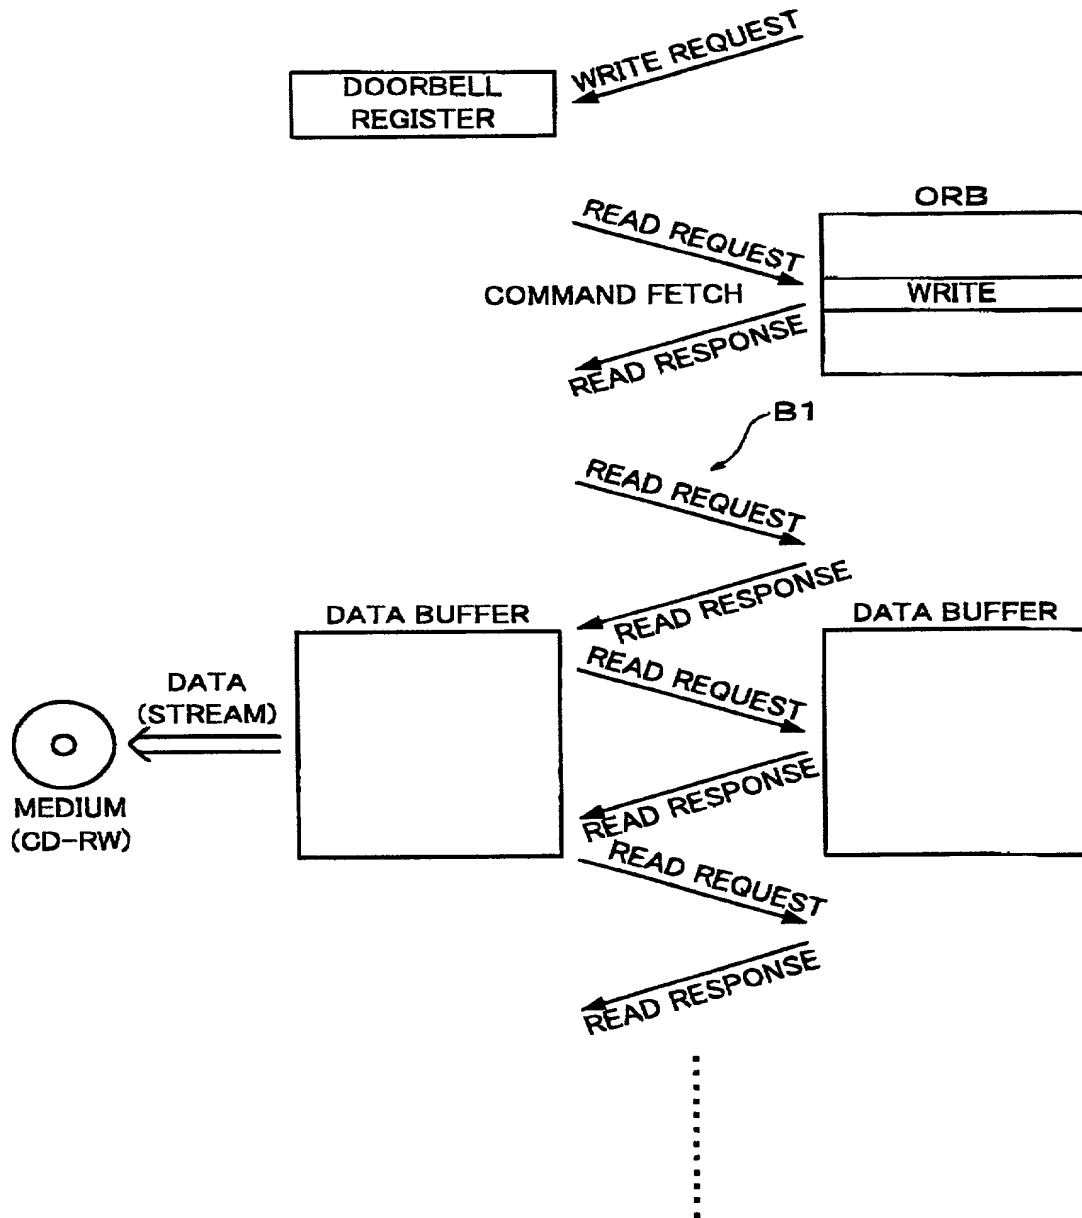 WRITE REQUEST
DOORBELL
REGISTER
ORB
READ REQUEST
COMMAND FETCH
WRITE
READ RESPONSE
B1
READ REQUEST
READ RESPONSE
DATA BUFFER
DATA BUFFER
READ REQUEST
DATA
(STREAM)
READ RESPONSE
MEDIUM
(CD-RW)
READ REQUEST
READ RESPONSE